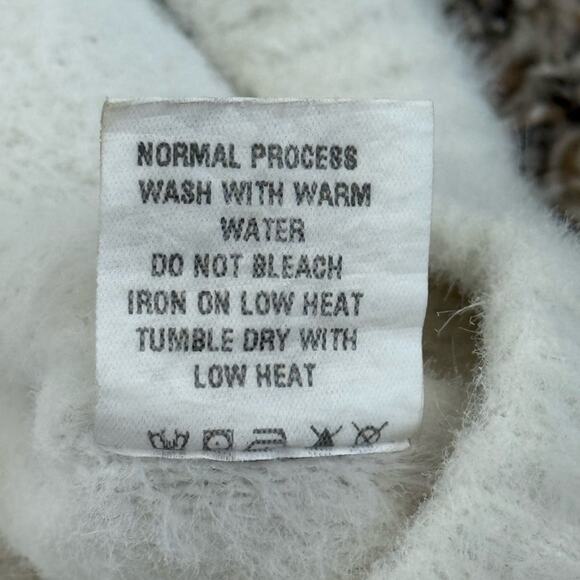 NORMAL PROCESS
WASH WITH WARM
WATER
DO NOT BLEACH
IRON ON LOW HEAT
TUMBLE DRY WITH
LOW HEAT